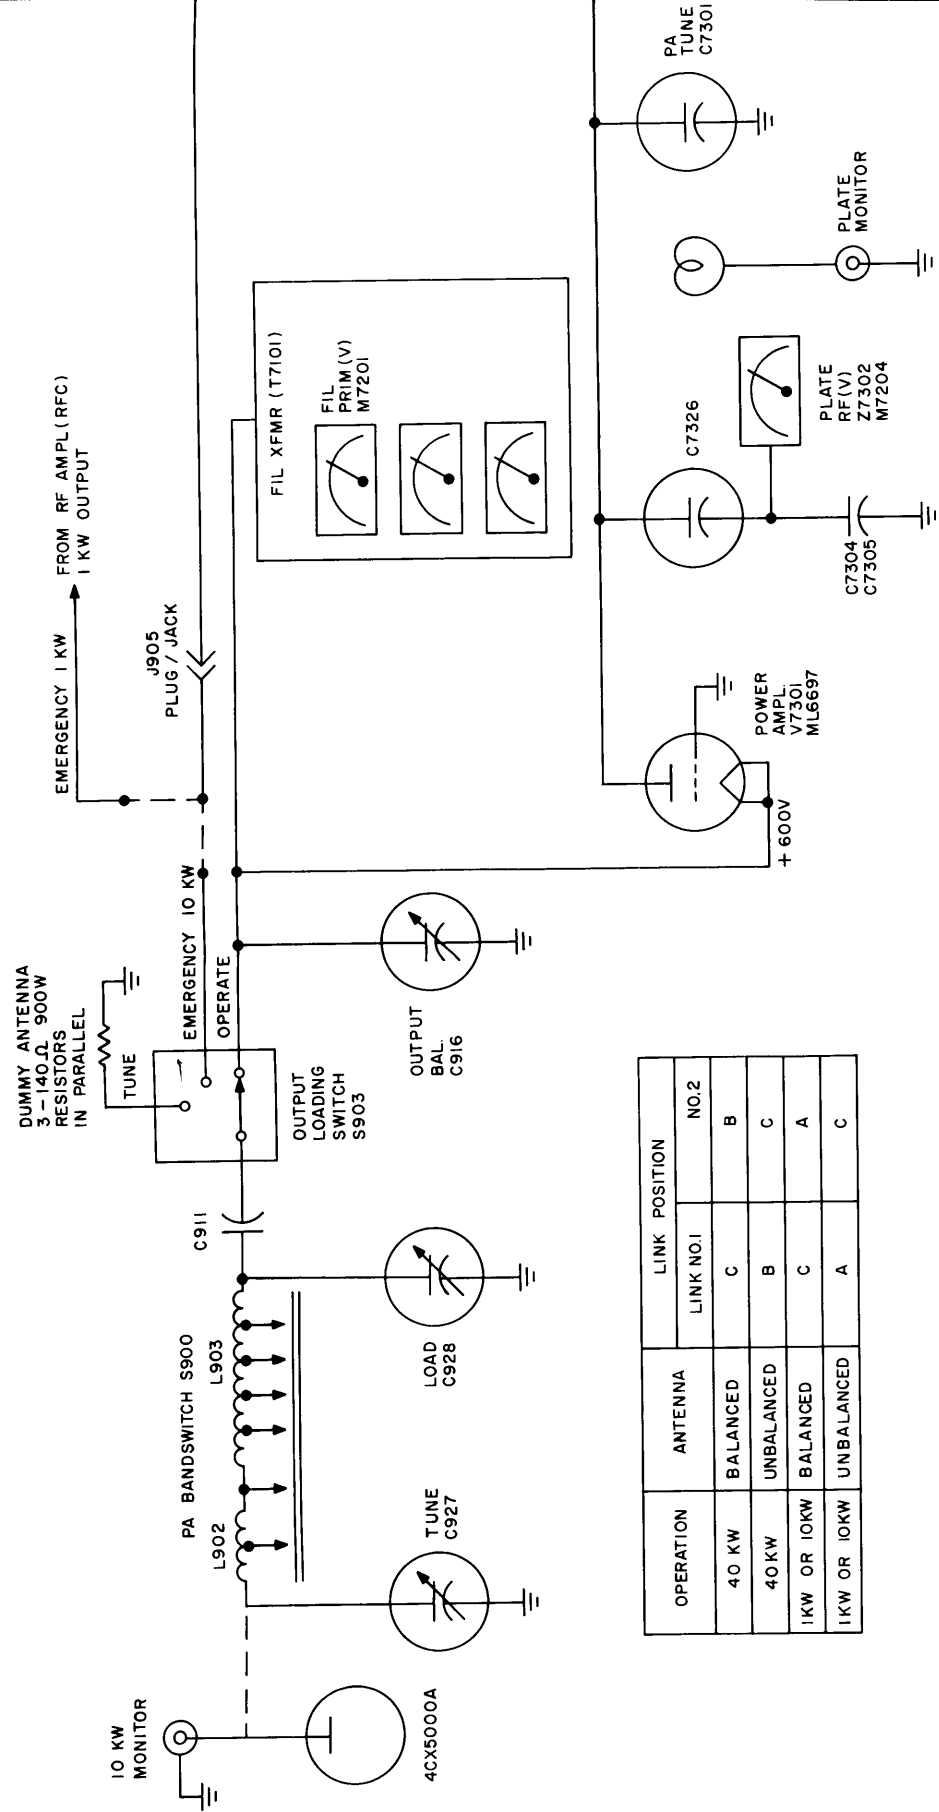 10 KW
MONITOR
4CX5000A
PA BANDSWITCH S900
L902
L903
TUNE
C927
LOAD
C928
C911
DUMMY ANTENNA
3-140Ω 900W
RESISTORS
IN PARALLEL
TUNE
EMERGENCY 10 KW
OPERATE
OUTPUT
LOADING
SWITCH
S903
OUTPUT
BAL.
C916
EMERGENCY 1 KW
FROM RF AMPL(RFC)
1 KW OUTPUT
J905
PLUG / JACK
FIL XFMR (T7101)
FIL
PRIM (V)
M7201
+600V
POWER
AMPL.
V7301
ML6697
C7326
C7304
C7305
PLATE
RF(V)
Z7302
M7204
PLATE
MONITOR
PA
TUNE
C7301
OPERATION ANTENNA LINK POSITION
LINK NO.1 NO.2
40 KW BALANCED C B
40KW UNBALANCED B C
1KW OR 10KW BALANCED C A
1KW OR 10KW UNBALANCED A C